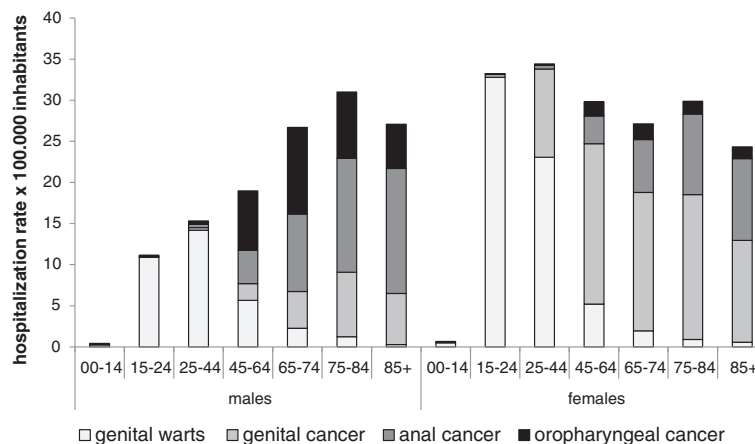 hospitalization rate x 100.000 inhabitants
40
35
30
25
20
15
10
5
0
00-14 15-24 25-44 45-64 65-74 75-84 85+ 00-14 15-24 25-44 45-64 65-74 75-84 85+
males females
genital warts genital cancer anal cancer oropharyngeal cancer